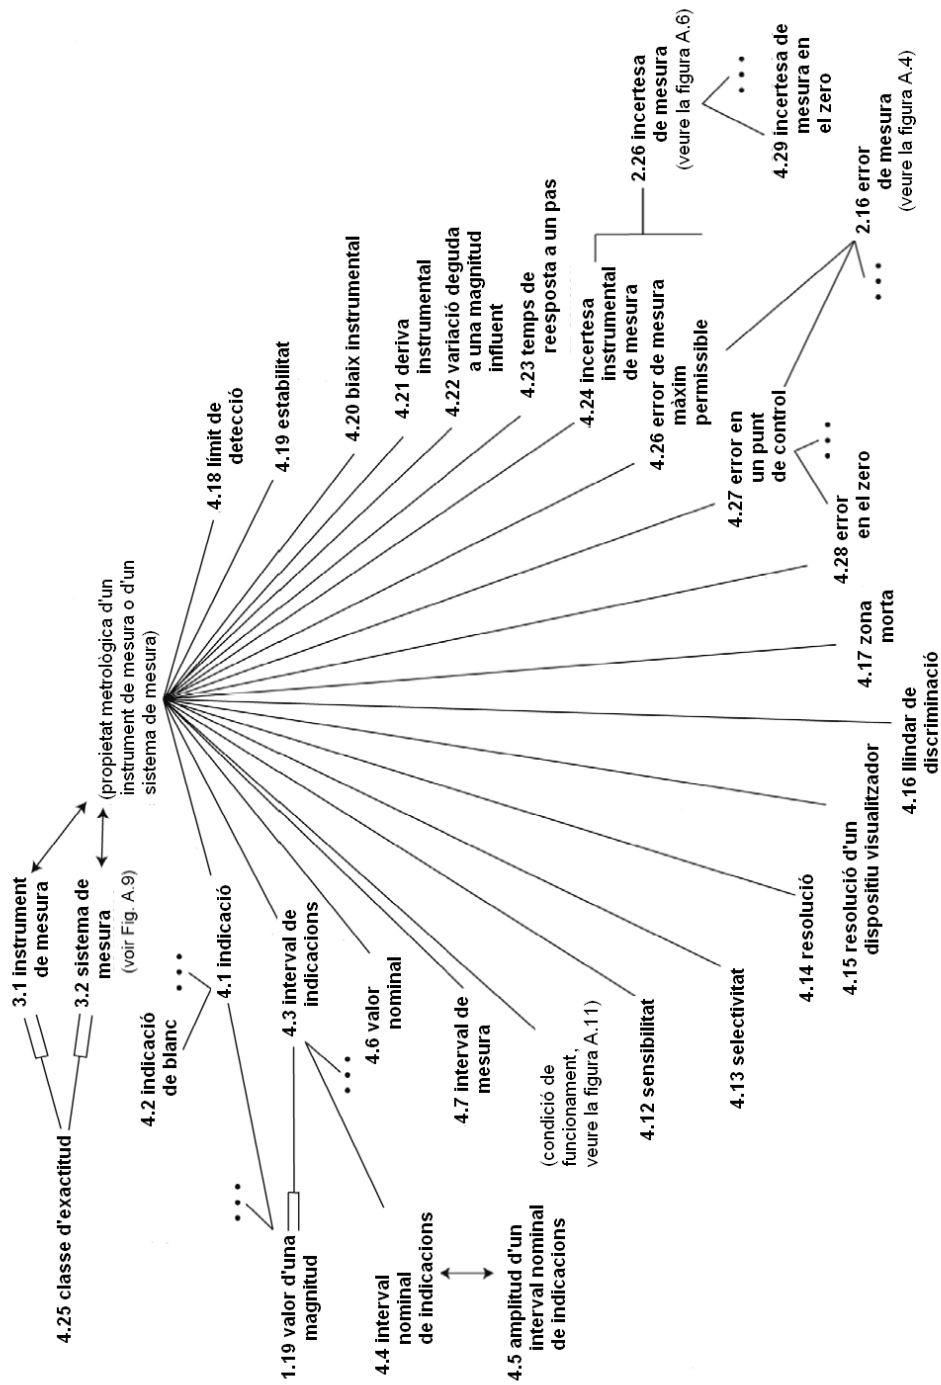 3.1 instrument
de mesura
3.2 sistema de
mesura
(voir Fig. A.9)
4.25 classe d'exactitud
(propietat metrològica d'un
instrument de mesura o d'un
sistema de mesura)
4.2 indicació
de blanc
4.1 indicació
4.3 interval de
indicacions
1.19 valor d'una
magnitud
4.4 interval
nominal
de indicacions
4.5 amplitud d'un
interval nominal
de indicacions
4.6 valor
nominal
4.7 interval de
mesura
(condició de
funcionament,
veure la figura A.11)
4.12 sensibilitat
4.13 selectivitat
4.14 resolució
4.15 resolució d'un
dispositiu visualitzador
4.16 llindar de
discriminació
4.17 zona
morta
4.28 error
en el zero
4.27 error en
un punt
de control
4.26 error de mesura
màxim
permissible
4.24 incertesa
instrumental
de mesura
4.23 temps de
reesposta a un pas
4.22 variació deguda
a una magnitud
influent
4.21 deriva
instrumental
4.20 biaix instrumental
4.19 estabilitat
4.18 límit de
detecció
2.26 incertesa
de mesura
(veure la figura A.6)
4.29 incertesa de
mesura en
el zero
2.16 error
de mesura
(veure la figura A.4)